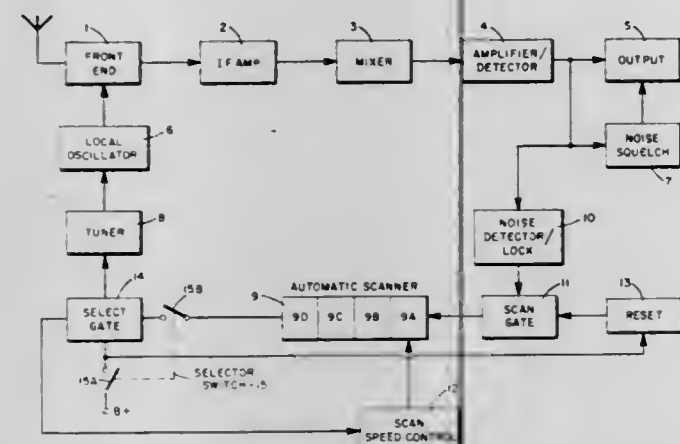 1
FRONT
END
2
I F AMP
3
MIXER
4
AMPLIFIER/
DETECTOR
5
OUTPUT
LOCAL
OSCILLATOR
6
NOISE
SQUELCH
7
TUNER
8
NOISE
DETECTOR/
LOCK
10
AUTOMATIC SCANNER
14
SELECT
GATE
15B
9
9D 9C 9B 9A
11
SCAN
GATE
13
RESET
15A
SELECTOR
SWITCH-15
B+
12
SCAN
SPEED CONTROL